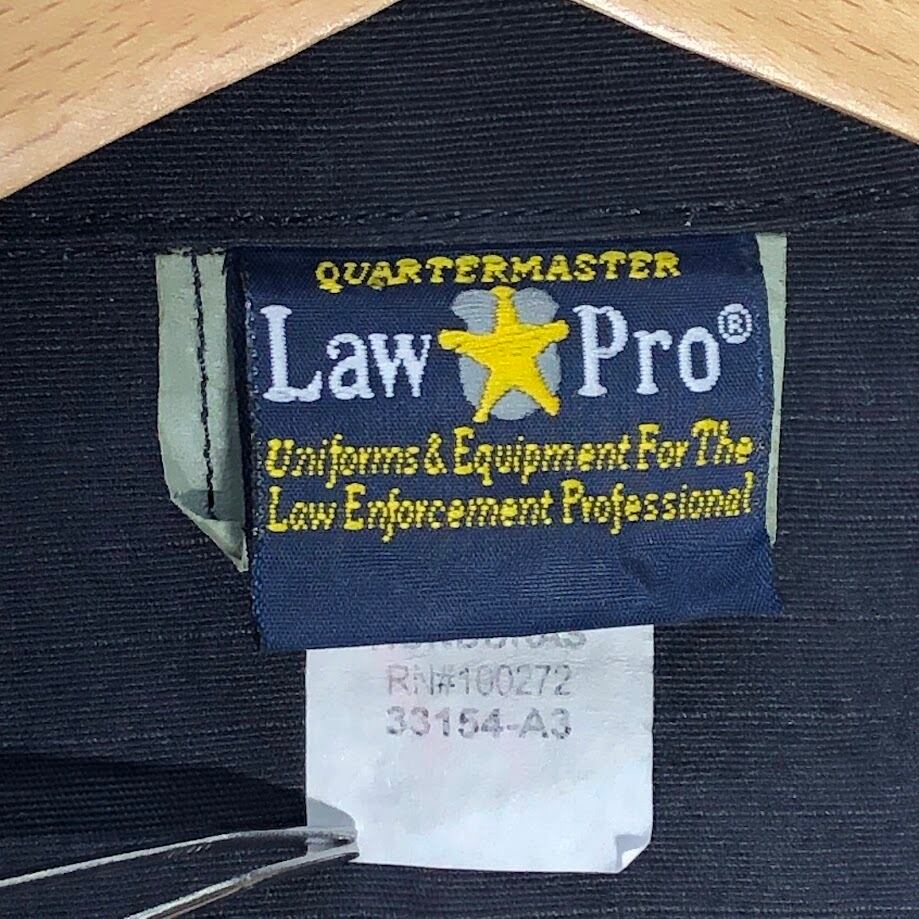 QUARTERMASTER
Law Pro®
Uniforms & Equipment For The
Law Enforcement Professional
RN#100272
33154-A3